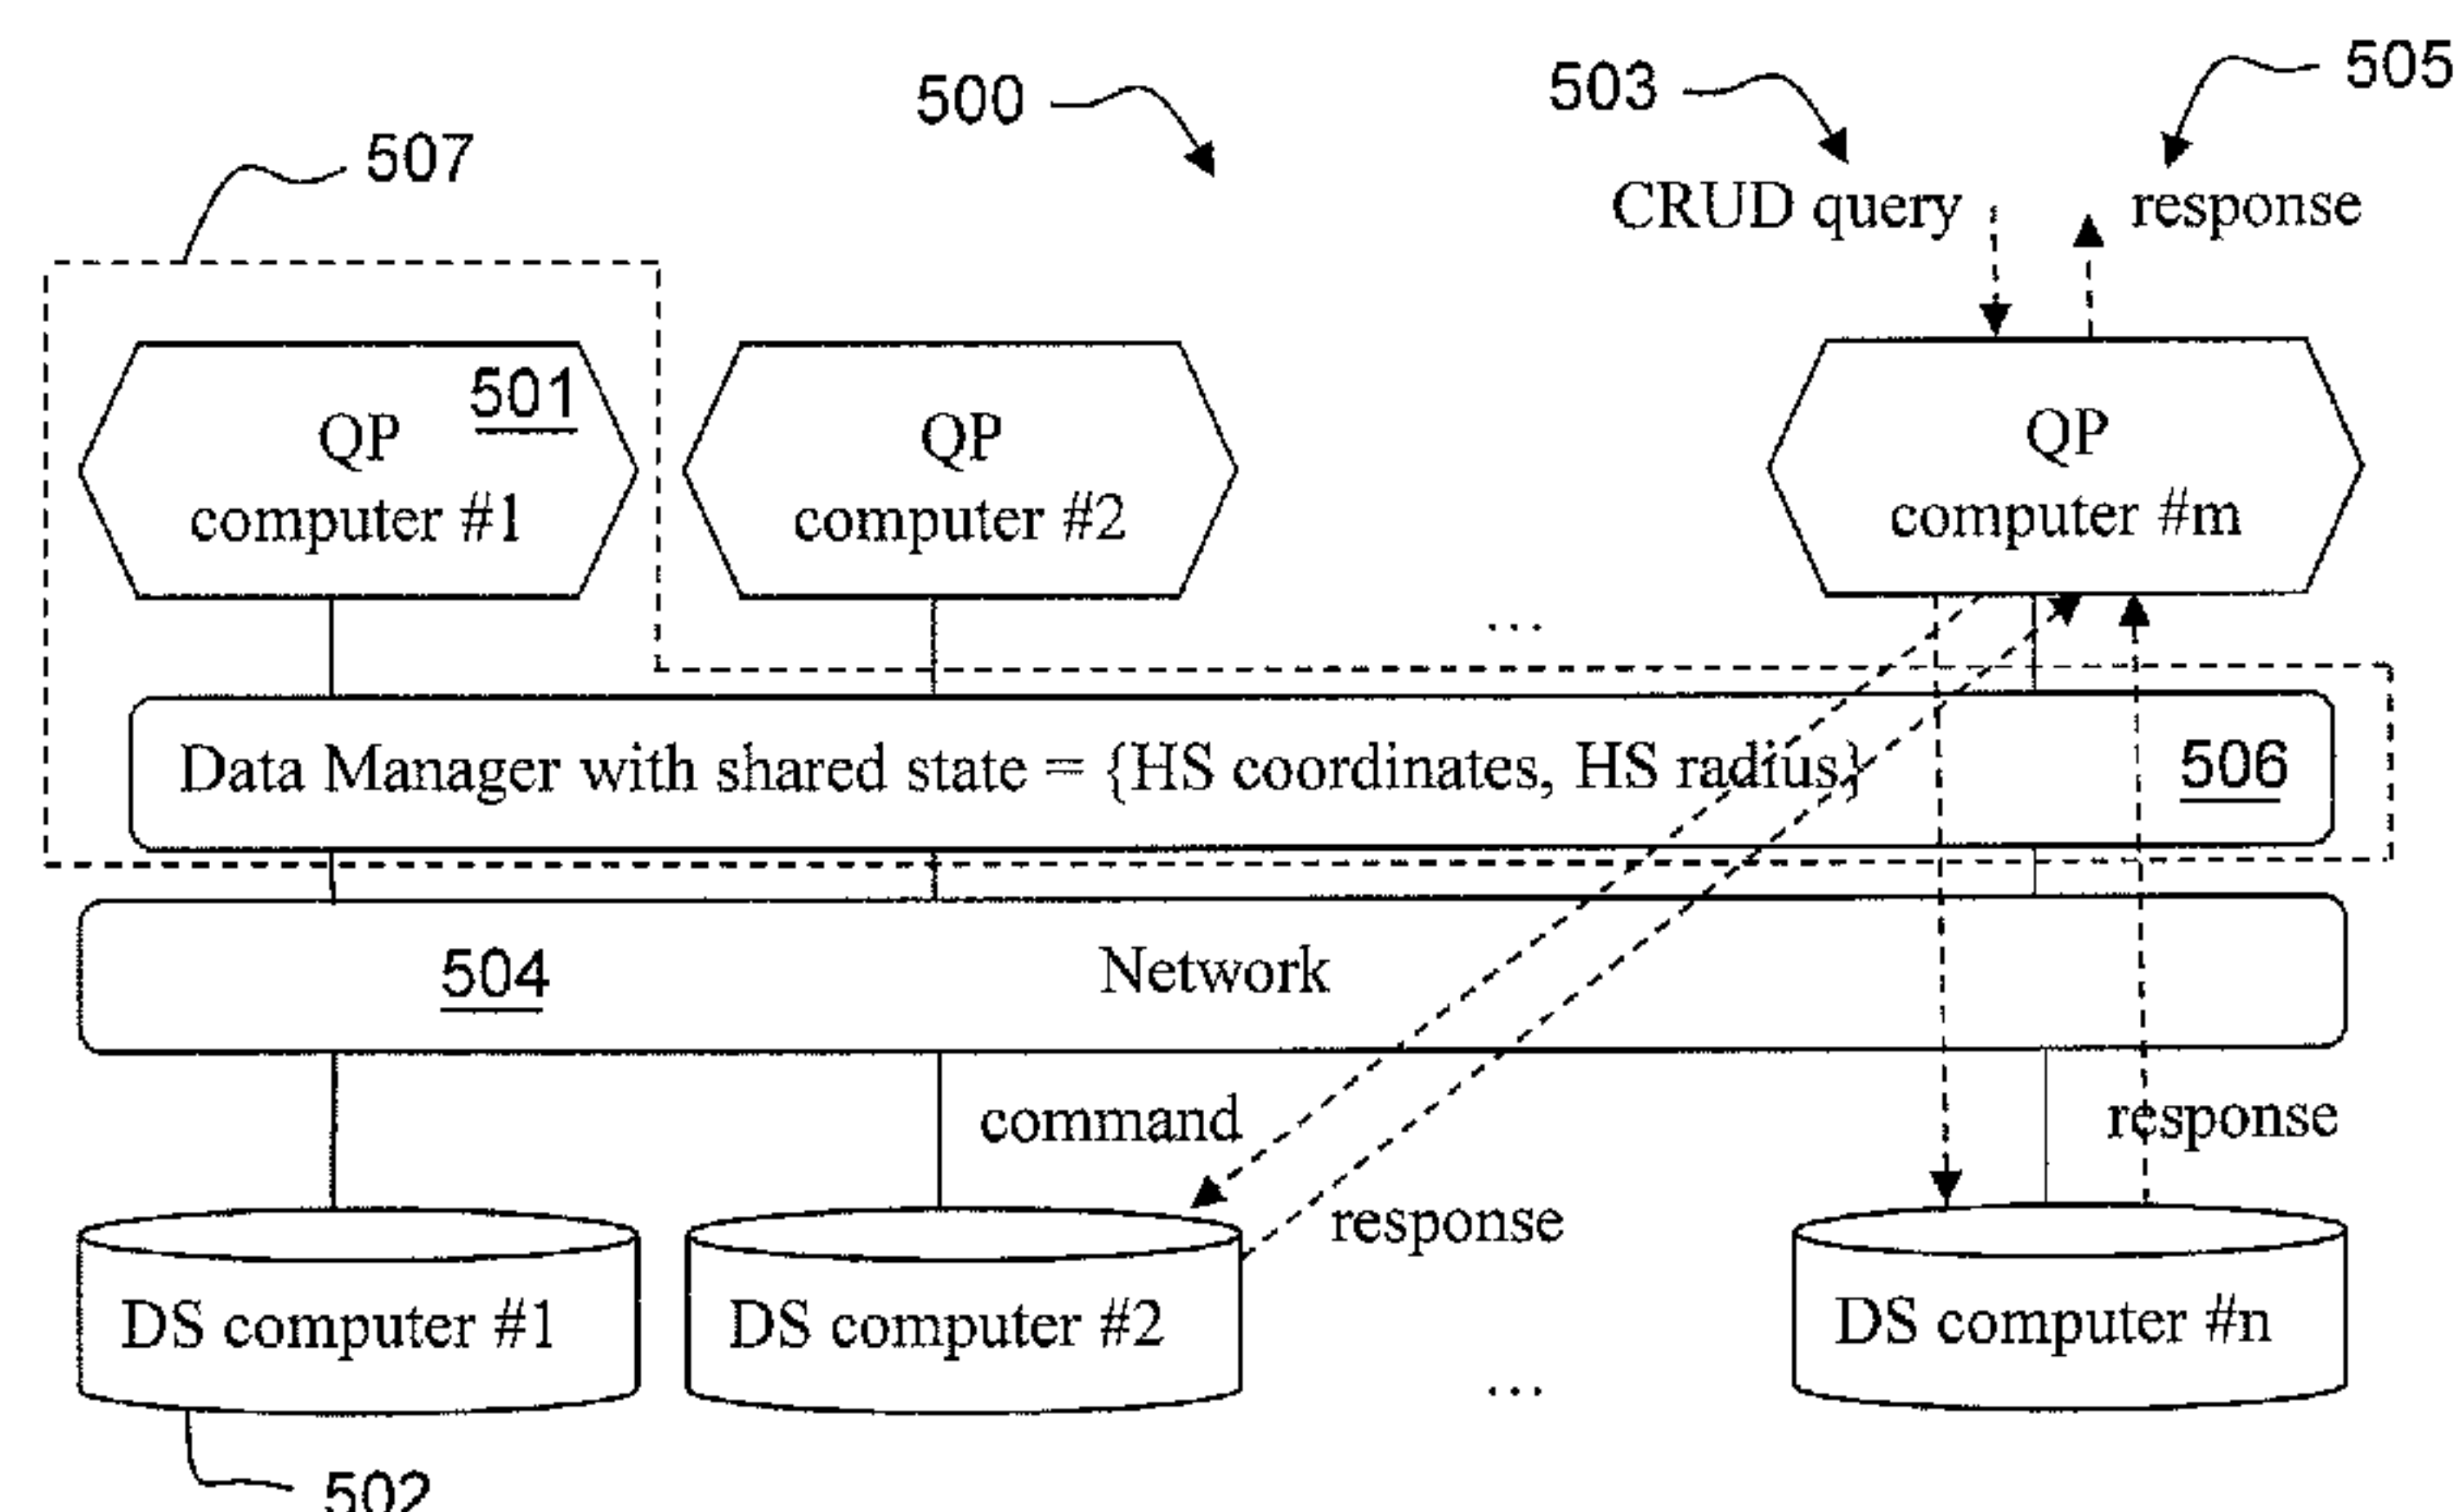 500
503
505
507
CRUD query
response
501
QP
computer #1
QP
computer #2
QP
computer #m
...
Data Manager with shared state = {HS coordinates, HS radius}
506
504
Network
command
response
response
DS computer #1
DS computer #2
...
DS computer #n
502